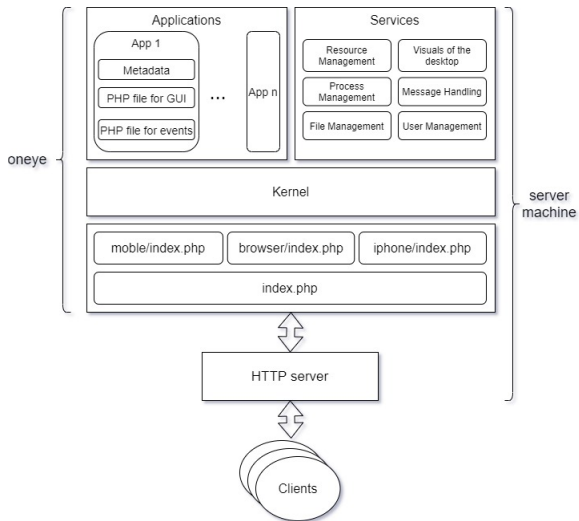 Applications
Services
App 1
Metadata
PHP file for GUI
PHP file for events
...
App n
Resource
Management
Visuals of the
desktop
Process
Management
Message Handling
File Management
User Management
oneye
Kernel
server
machine
moble/index.php
browser/index.php
iphone/index.php
index.php
HTTP server
Clients